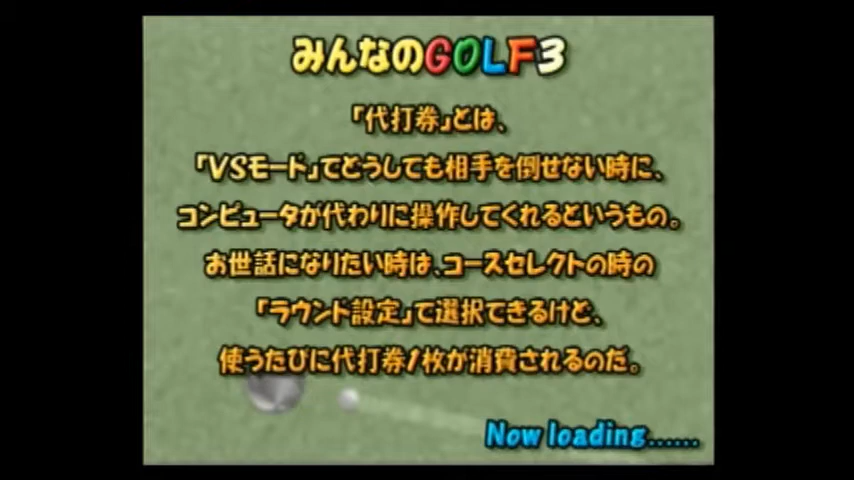 みんなのGOLF3
「代打券」とは、
「VSモード」でどうしても相手を倒せない時に、
コンピュータが代わりに操作してくれるというもの。
お世話になりたい時は、コースセレクトの時の
「ラウンド設定」で選択できるけど、
使うたびに代打券1枚が消費されるのだ。
Now loading......